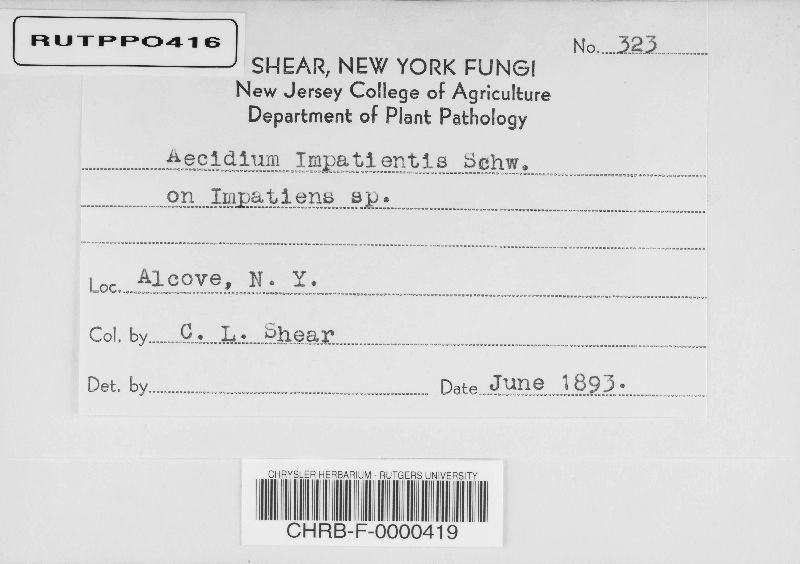 RUTPPO416
No. 323
SHEAR, NEW YORK FUNGI
New Jersey College of Agriculture
Department of Plant Pathology
Aecidium Impatientis Schw.
on Impatiens sp.
Loc. Alcove, N. Y.
Col. by C. L. Shear
Det. by
Date June 1893.
CHRYSLER HERBARIUM - RUTGERS UNIVERSITY
CHRB-F-0000419